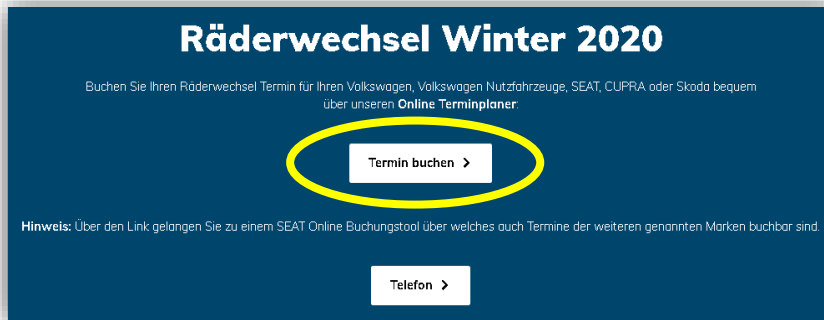 Räderwechsel Winter 2020
Buchen Sie Ihren Räderwechsel Termin für Ihren Volkswagen, Volkswagen Nutzfahrzeuge, SEAT, CUPRA oder Skoda bequem
über unseren Online Terminplaner:
Termin buchen
Hinweis: Über den Link gelangen Sie zu einem SEAT Online Buchungstool über welches auch Termine der weiteren genannten Marken buchbar sind.
Telefon